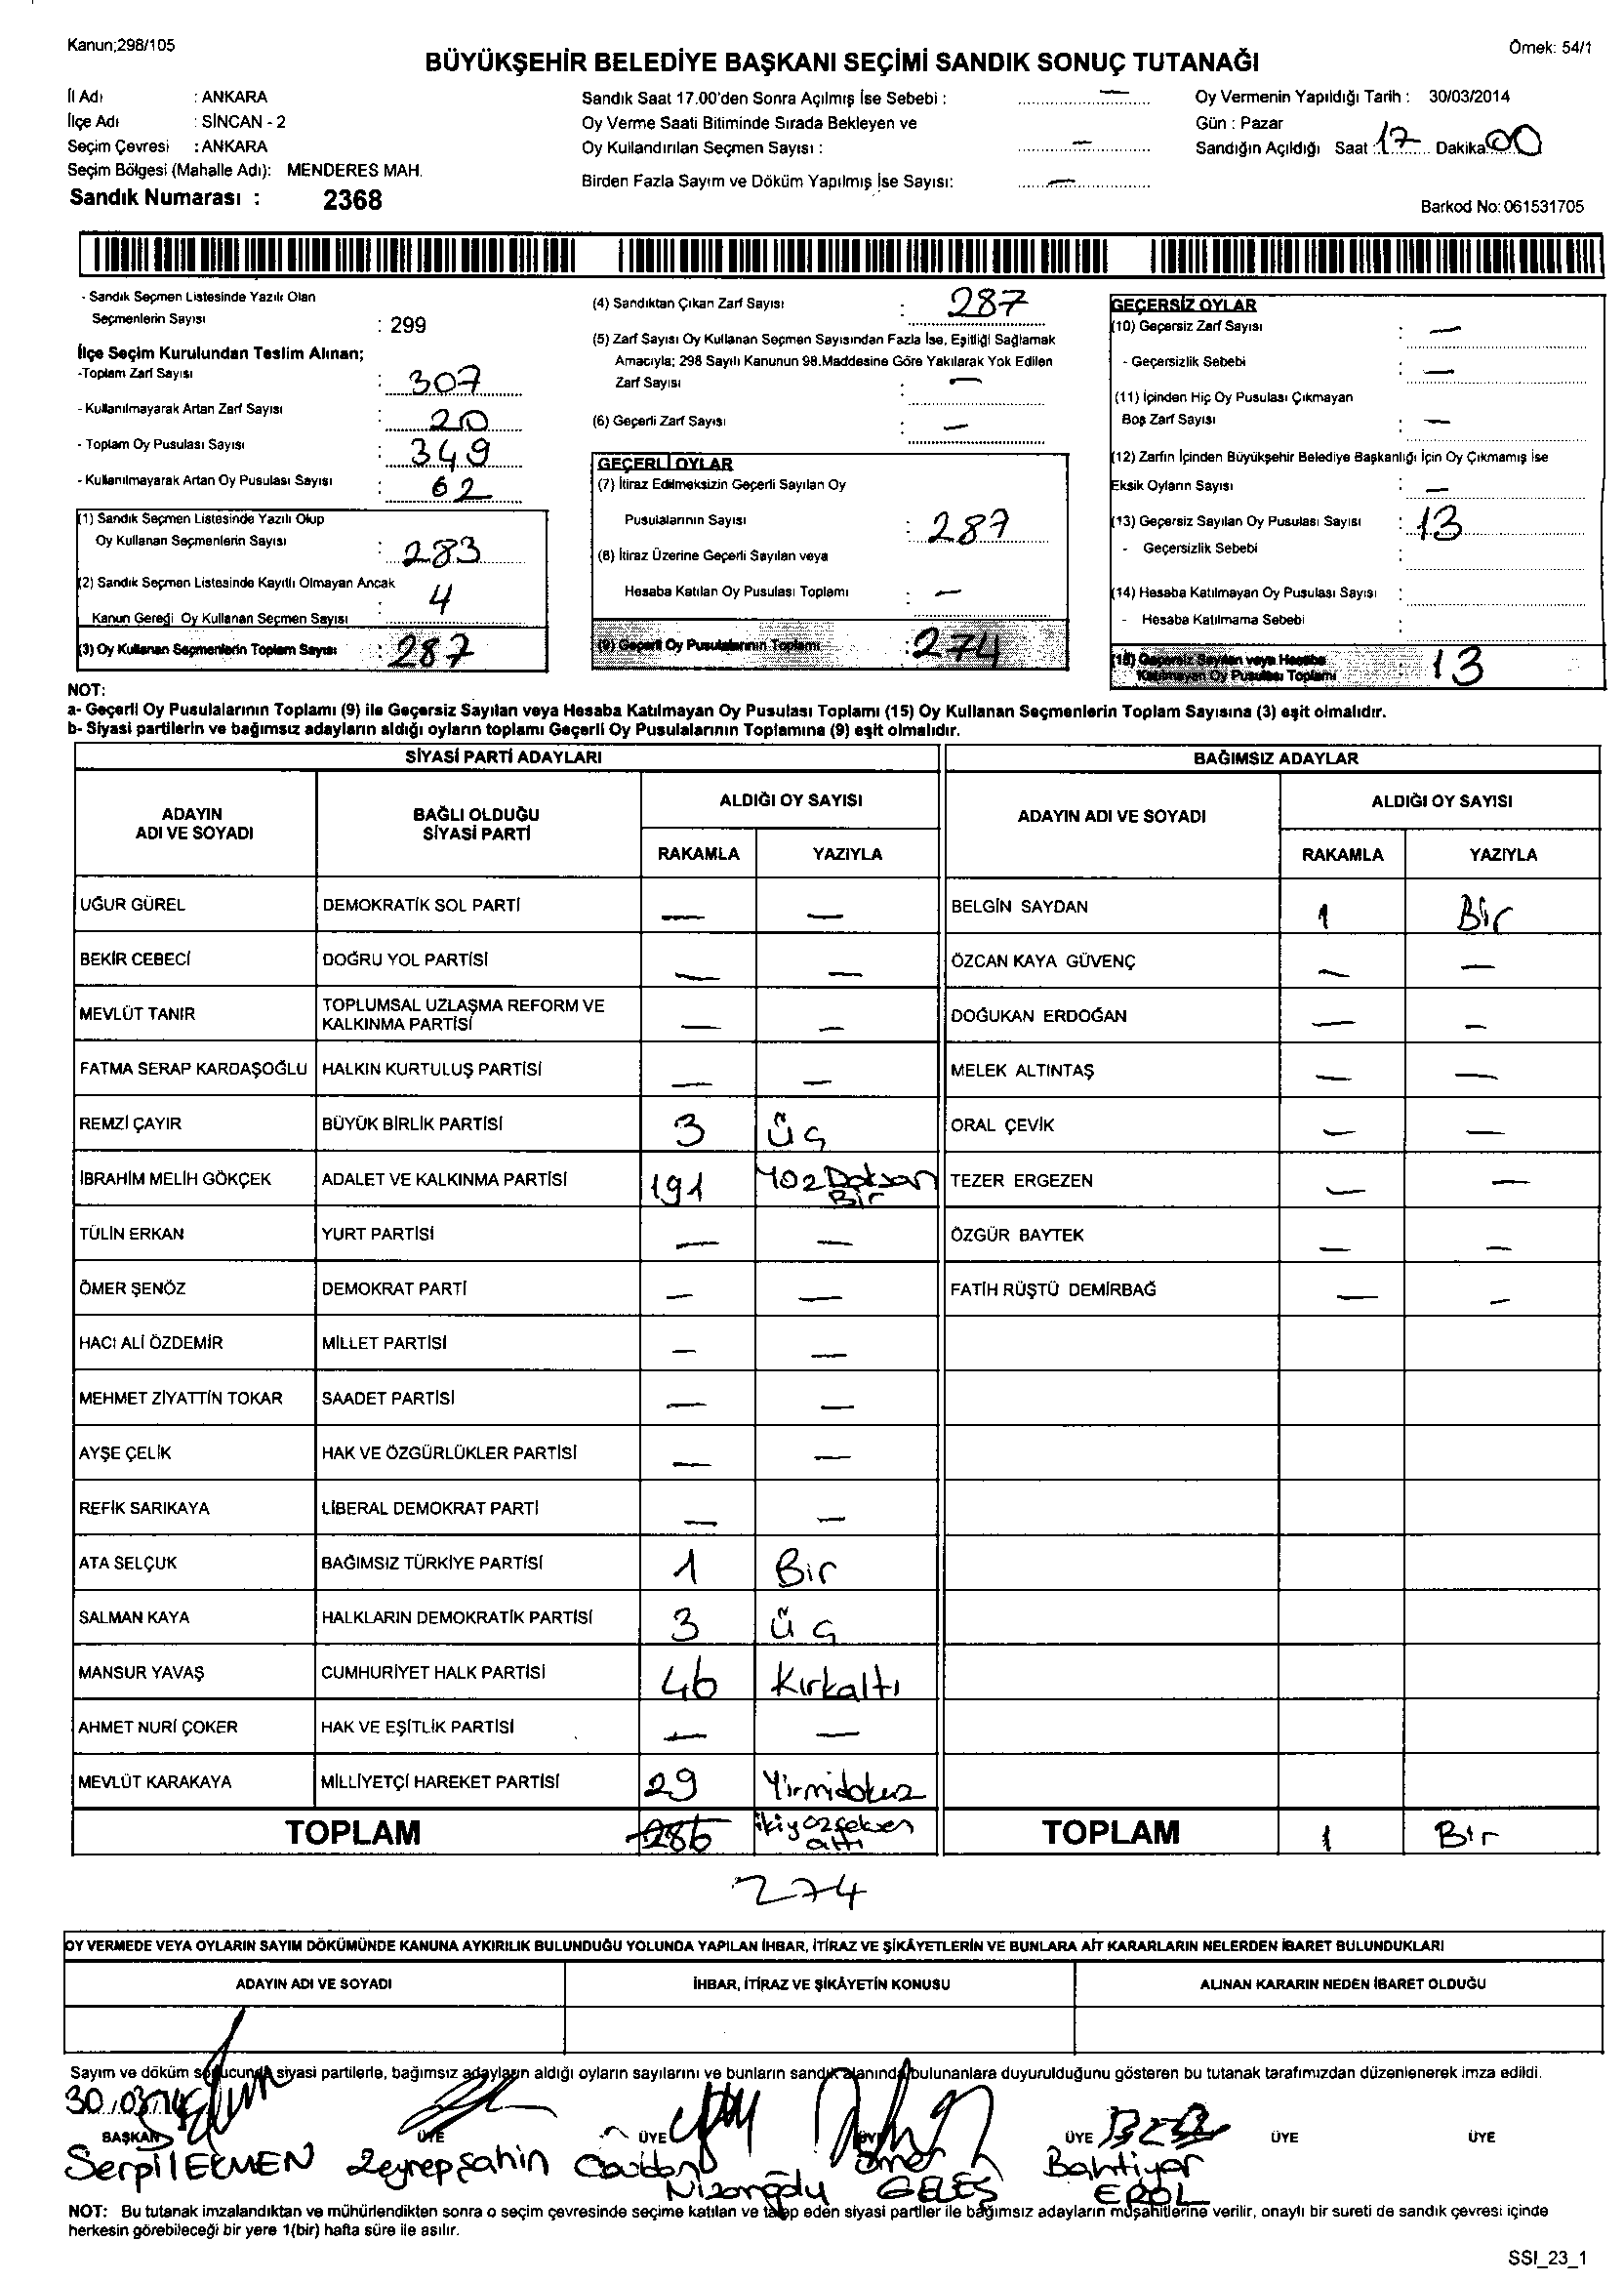 Kanun;298/105
Örnek: 54/1
BÜYÜKŞEHİR BELEDİYE BAŞKANI SEÇİMİ SANDIK SONUÇ TUTANAĞI
İl Adı : ANKARA
İlçe Adı : SİNCAN - 2
Seçim Çevresi : ANKARA
Seçim Bölgesi (Mahalle Adı): MENDERES MAH.
Sandık Numarası : 2368
Sandık Saat 17.00'den Sonra Açılmış İse Sebebi : —
Oy Verme Saati Bitiminde Sırada Bekleyen ve
Oy Kullandırılan Seçmen Sayısı : —
Birden Fazla Sayım ve Döküm Yapılmış İse Sayısı: —
Oy Vermenin Yapıldığı Tarih : 30/03/2014
Gün : Pazar
Sandığın Açıldığı Saat : 17 Dakika 00
Barkod No: 061531705
- Sandık Seçmen Listesinde Yazılı Olan
Seçmenlerin Sayısı : 299
İlçe Seçim Kurulundan Teslim Alınan;
-Toplam Zarf Sayısı : 307
- Kullanılmayarak Artan Zarf Sayısı : 20
- Toplam Oy Pusulası Sayısı : 349
- Kullanılmayarak Artan Oy Pusulası Sayısı : 62
(1) Sandık Seçmen Listesinde Yazılı Olup
Oy Kullanan Seçmenlerin Sayısı : 283
(2) Sandık Seçmen Listesinde Kayıtlı Olmayan Ancak
Kanun Gereği Oy Kullanan Seçmen Sayısı : 4
(3) Oy Kullanan Seçmenlerin Toplam Sayısı : 287
(4) Sandıktan Çıkan Zarf Sayısı : 287
(5) Zarf Sayısı Oy Kullanan Seçmen Sayısından Fazla İse, Eşitliği Sağlamak
Amacıyla; 298 Sayılı Kanunun 98.Maddesine Göre Yakılarak Yok Edilen
Zarf Sayısı : —
(6) Geçerli Zarf Sayısı : —
GEÇERLİ OYLAR
(7) İtiraz Edilmeksizin Geçerli Sayılan Oy
Pusulalarının Sayısı : 287
(8) İtiraz Üzerine Geçerli Sayılan veya
Hesaba Katılan Oy Pusulası Toplamı : —
(9) Geçerli Oy Pusulalarının Toplamı : 274
GEÇERSİZ OYLAR
(10) Geçersiz Zarf Sayısı : —
- Geçersizlik Sebebi : —
(11) İçinden Hiç Oy Pusulası Çıkmayan
Boş Zarf Sayısı : —
(12) Zarfın İçinden Büyükşehir Belediye Başkanlığı İçin Oy Çıkmamış İse
Eksik Oyların Sayısı : —
(13) Geçersiz Sayılan Oy Pusulası Sayısı : 13
- Geçersizlik Sebebi :
(14) Hesaba Katılmayan Oy Pusulası Sayısı :
- Hesaba Katılmama Sebebi :
(15) Geçersiz Sayılan veya Hesaba
Katılmayan Oy Pusulası Toplamı : 13
NOT:
a- Geçerli Oy Pusulalarının Toplamı (9) ile Geçersiz Sayılan veya Hesaba Katılmayan Oy Pusulası Toplamı (15) Oy Kullanan Seçmenlerin Toplam Sayısına (3) eşit olmalıdır.
b- Siyasi partilerin ve bağımsız adayların aldığı oyların toplamı Geçerli Oy Pusulalarının Toplamına (9) eşit olmalıdır.
SİYASİ PARTİ ADAYLARI
ADAYIN ADI VE SOYADI BAĞLI OLDUĞU SİYASİ PARTİ ALDIĞI OY SAYISI
RAKAMLA YAZIYLA
UĞUR GÜREL DEMOKRATİK SOL PARTİ — —
BEKİR CEBECİ DOĞRU YOL PARTİSİ — —
MEVLÜT TANIR TOPLUMSAL UZLAŞMA REFORM VE KALKINMA PARTİSİ — —
FATMA SERAP KARDAŞOĞLU HALKIN KURTULUŞ PARTİSİ — —
REMZİ ÇAYIR BÜYÜK BİRLİK PARTİSİ 3 Üç
İBRAHİM MELİH GÖKÇEK ADALET VE KALKINMA PARTİSİ 191 YözDoksan Bir
TÜLİN ERKAN YURT PARTİSİ — —
ÖMER ŞENÖZ DEMOKRAT PARTİ — —
HACI ALİ ÖZDEMİR MİLLET PARTİSİ — —
MEHMET ZİYATTİN TOKAR SAADET PARTİSİ — —
AYŞE ÇELİK HAK VE ÖZGÜRLÜKLER PARTİSİ — —
REFİK SARIKAYA LİBERAL DEMOKRAT PARTİ — —
ATA SELÇUK BAĞIMSIZ TÜRKİYE PARTİSİ 1 Bir
SALMAN KAYA HALKLARIN DEMOKRATİK PARTİSİ 3 Üç
MANSUR YAVAŞ CUMHURİYET HALK PARTİSİ 46 Kırkaltı
AHMET NURİ ÇOKER HAK VE EŞİTLİK PARTİSİ — —
MEVLÜT KARAKAYA MİLLİYETÇİ HAREKET PARTİSİ 29 Yirmidokuz
TOPLAM 286 ikiyözseksen altı
274
BAĞIMSIZ ADAYLAR
ADAYIN ADI VE SOYADI ALDIĞI OY SAYISI
RAKAMLA YAZIYLA
BELGİN SAYDAN 1 Bir
ÖZCAN KAYA GÜVENÇ — —
DOĞUKAN ERDOĞAN — —
MELEK ALTINTAŞ — —
ORAL ÇEVİK — —
TEZER ERGEZEN — —
ÖZGÜR BAYTEK — —
FATİH RÜŞTÜ DEMİRBAĞ — —
TOPLAM 1 Bir
OY VERMEDE VEYA OYLARIN SAYIM DÖKÜMÜNDE KANUNA AYKIRILIK BULUNDUĞU YOLUNDA YAPILAN İHBAR, İTİRAZ VE ŞİKÂYETLERİN VE BUNLARA AİT KARARLARIN NELERDEN İBARET BULUNDUKLARI
ADAYIN ADI VE SOYADI İHBAR, İTİRAZ VE ŞİKÂYETİN KONUSU ALINAN KARARIN NEDEN İBARET OLDUĞU
Sayım ve döküm sonucunda siyasi partilerle, bağımsız adayların aldığı oyların sayılarını ve bunların sandık alanında bulunanlara duyurulduğunu gösteren bu tutanak tarafımızdan düzenlenerek imza edildi.
30.03.14
BAŞKAN ÜYE ÜYE ÜYE ÜYE ÜYE ÜYE
Serpil Zeynep Şahin Ömer GELEŞ Bahtiyar EROL
NOT: Bu tutanak imzalandıktan ve mühürlendikten sonra o seçim çevresinde seçime katılan ve talep eden siyasi partiler ile bağımsız adayların müşahitlerine verilir, onaylı bir sureti de sandık çevresi içinde
herkesin görebileceği bir yere 1(bir) hafta süre ile asılır.
SSI_23_1